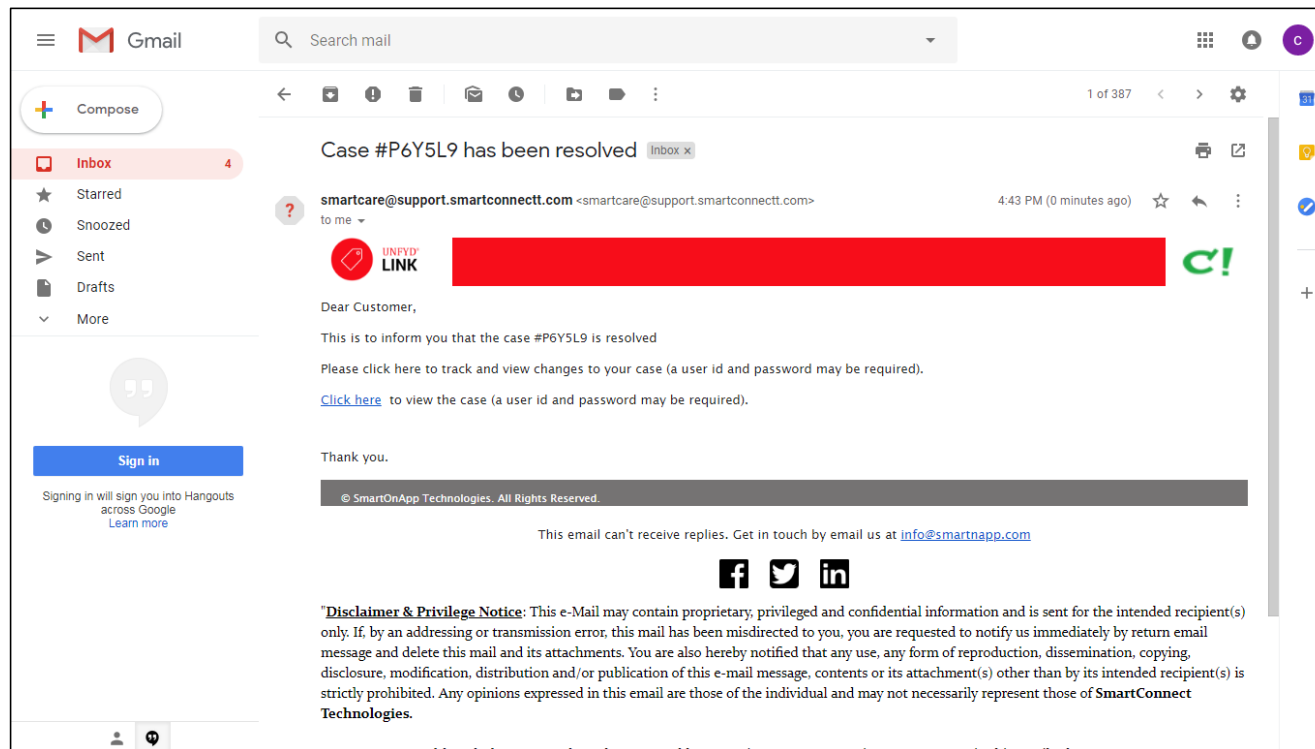 Gmail
Search mail
C
Compose
1 of 387
31
Inbox 4
Starred
Snoozed
Sent
Drafts
More
Sign in
Signing in will sign you into Hangouts
across Google
Learn more
Case #P6Y5L9 has been resolved Inbox x
?
smartcare@support.smartconnectt.com <smartcare@support.smartconnectt.com> 4:43 PM (0 minutes ago)
to me
UNFYD
LINK
C!
Dear Customer,
This is to inform you that the case #P6Y5L9 is resolved
Please click here to track and view changes to your case (a user id and password may be required).
Click here to view the case (a user id and password may be required).
Thank you.
© SmartOnApp Technologies. All Rights Reserved.
This email can't receive replies. Get in touch by email us at info@smartnapp.com
f in
"Disclaimer & Privilege Notice: This e-Mail may contain proprietary, privileged and confidential information and is sent for the intended recipient(s)
only. If, by an addressing or transmission error, this mail has been misdirected to you, you are requested to notify us immediately by return email
message and delete this mail and its attachments. You are also hereby notified that any use, any form of reproduction, dissemination, copying,
disclosure, modification, distribution and/or publication of this e-mail message, contents or its attachment(s) other than by its intended recipient(s) is
strictly prohibited. Any opinions expressed in this email are those of the individual and may not necessarily represent those of SmartConnect
Technologies.